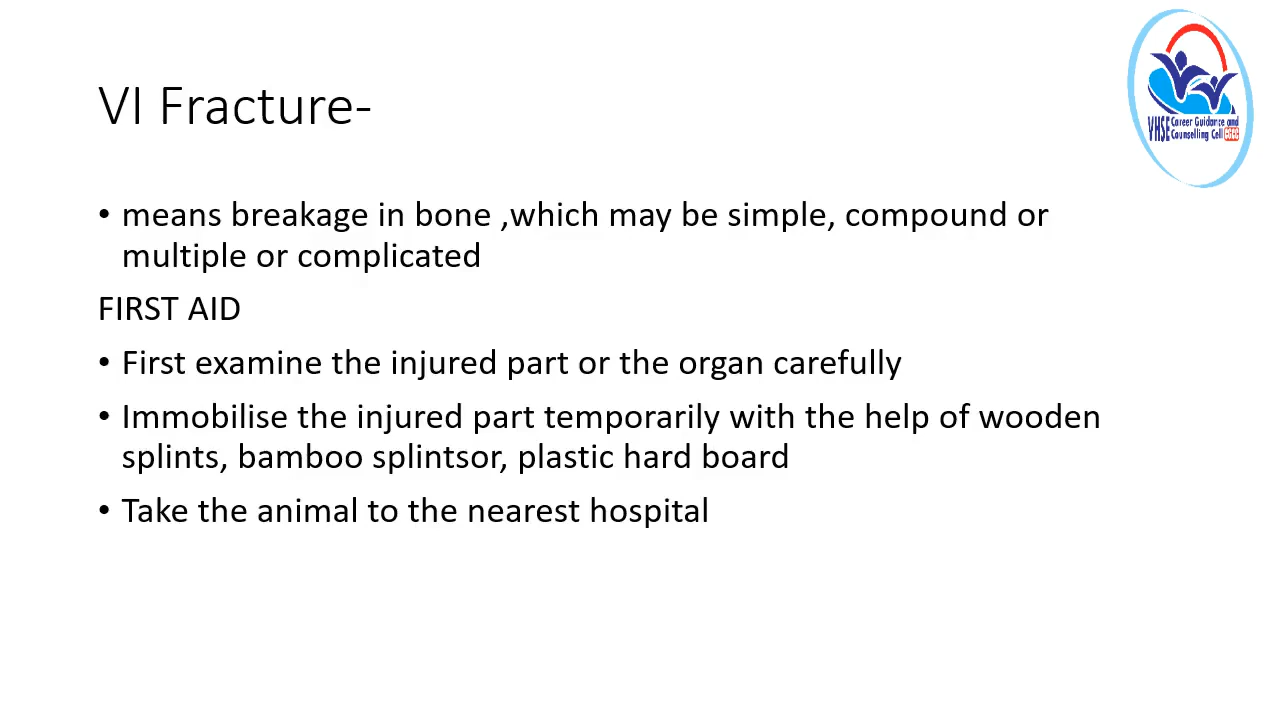 VI Fracture-
VHSE Career Guidance and
Counselling Cell CGCC
• means breakage in bone ,which may be simple, compound or
multiple or complicated
FIRST AID
• First examine the injured part or the organ carefully
• Immobilise the injured part temporarily with the help of wooden
splints, bamboo splintsor, plastic hard board
• Take the animal to the nearest hospital